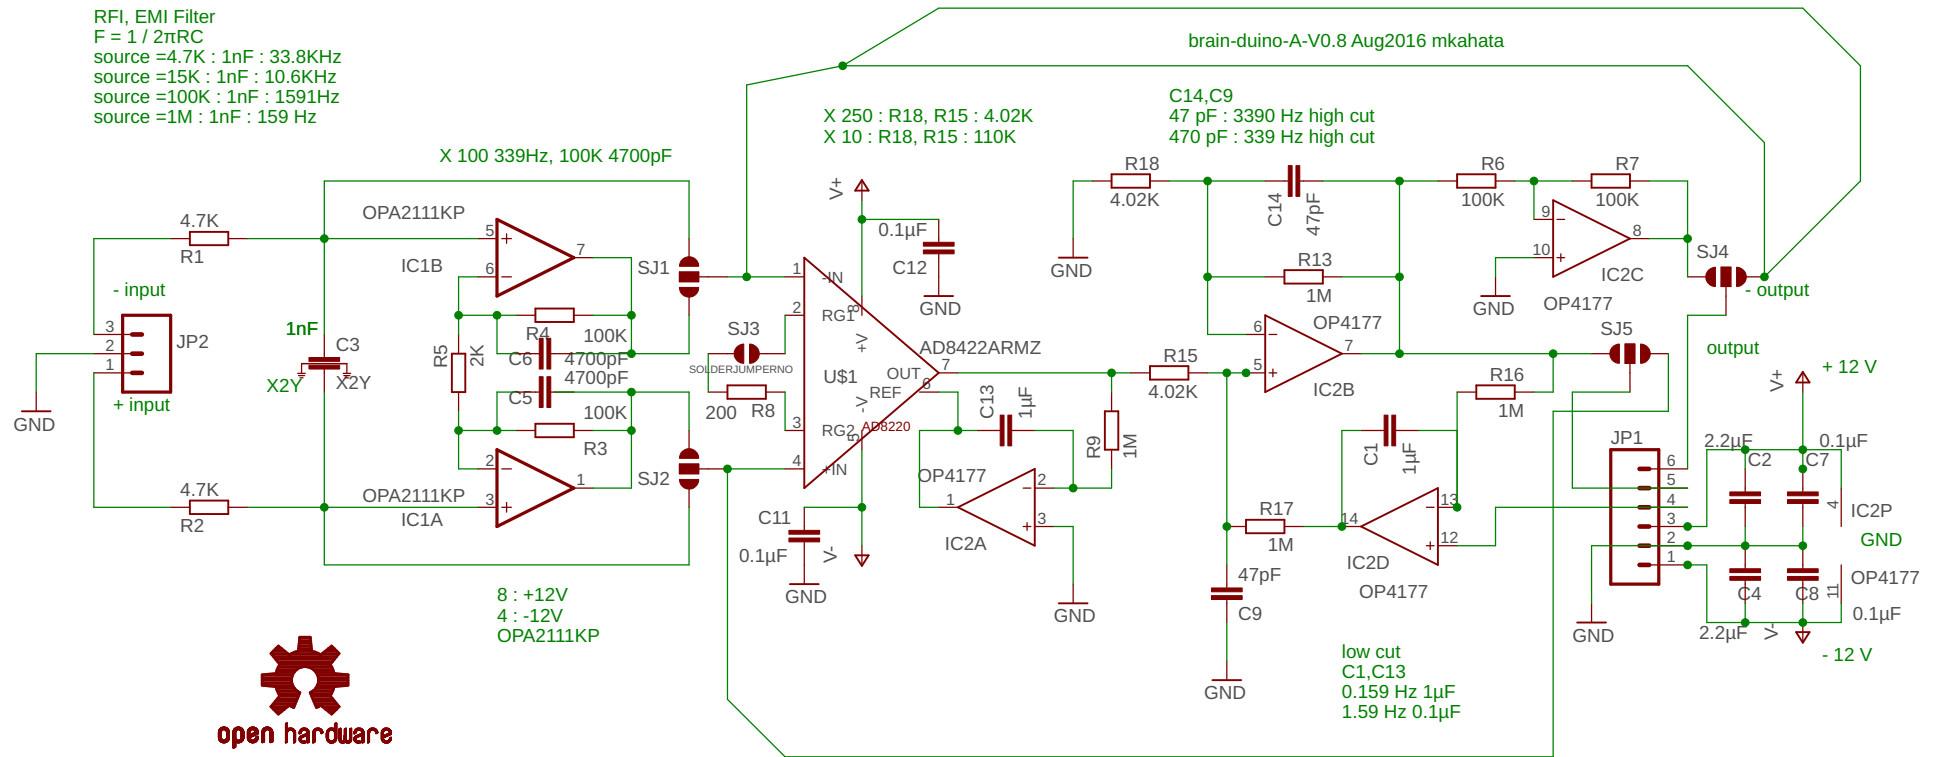 RFI, EMI Filter
F = 1 / 2πRC
source =4.7K : 1nF : 33.8KHz
source =15K : 1nF : 10.6KHz
source =100K : 1nF : 1591Hz
source =1M : 1nF : 159 Hz
brain-duino-A-V0.8 Aug2016 mkahata
X 250 : R18, R15 : 4.02K
X 10 : R18, R15 : 110K
C14,C9
47 pF : 3390 Hz high cut
470 pF : 339 Hz high cut
X 100 339Hz, 100K 4700pF
4.7K
R1
- input
3
2
1
JP2
+ input
GND
4.7K
R2
1nF
C3
X2Y
X2Y
OPA2111KP
IC1B
5
6
7
R4
100K
C6
4700pF
R5
2K
4700pF
C5
100K
R3
2
3
1
OPA2111KP
IC1A
SJ1
SJ2
SJ3
SOLDERJUMPERNO
200
R8
V+
0.1µF
C12
GND
1
-IN
2
RG1
8
+V
U$1
AD8422ARMZ
OUT
7
REF
6
-V
5
AD8220
3
RG2
4
+IN
C11
0.1µF
V-
GND
C13
1µF
R9
1M
OP4177
1
2
3
IC2A
GND
R18
4.02K
GND
C14
47pF
R13
1M
R15
4.02K
6
5
7
OP4177
IC2B
R6
100K
R7
100K
9
10
8
IC2C
OP4177
GND
SJ4
- output
SJ5
output
R16
1M
C1
1µF
R17
1M
14
13
12
IC2D
OP4177
47pF
C9
GND
JP1
6
5
4
3
2
1
GND
V+
+ 12 V
2.2µF
C2
0.1µF
C7
4
IC2P
GND
C4
2.2µF
C8
11
OP4177
0.1µF
V-
- 12 V
8 : +12V
4 : -12V
OPA2111KP
low cut
C1,C13
0.159 Hz 1µF
1.59 Hz 0.1µF
open hardware